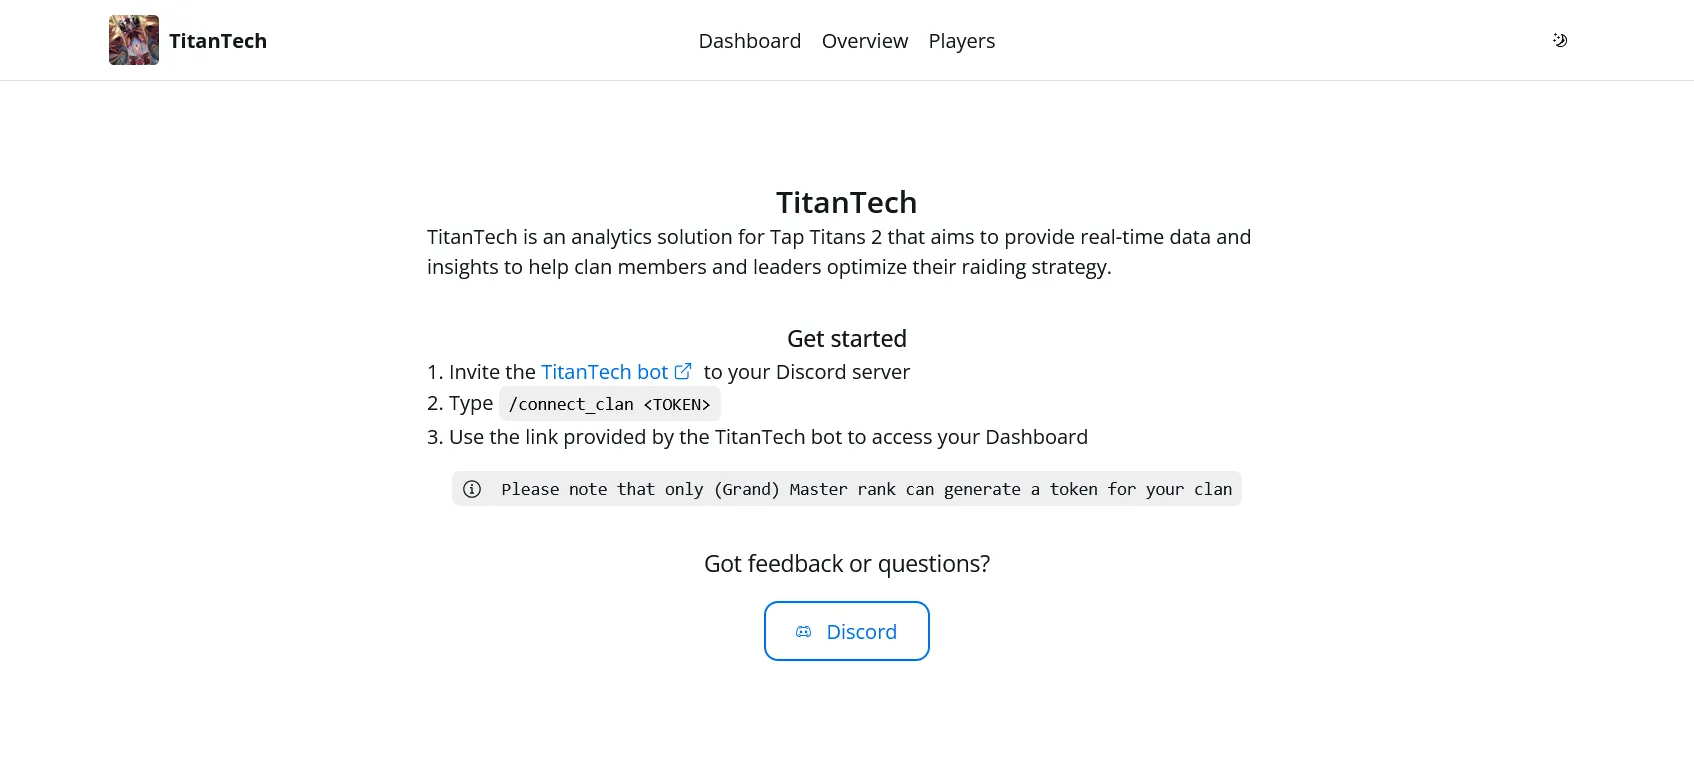 TitanTech
Dashboard Overview Players
TitanTech
TitanTech is an analytics solution for Tap Titans 2 that aims to provide real-time data and
insights to help clan members and leaders optimize their raiding strategy.
Get started
1. Invite the TitanTech bot to your Discord server
2. Type /connect_clan <TOKEN>
3. Use the link provided by the TitanTech bot to access your Dashboard
Please note that only (Grand) Master rank can generate a token for your clan
Got feedback or questions?
Discord